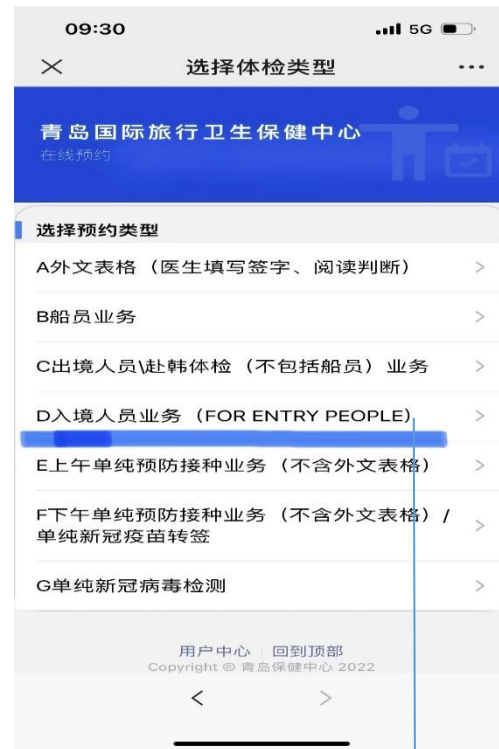 09:30
5G
选择体检类型
青岛国际旅行卫生保健中心
在线预约
选择预约类型
A外文表格（医生填写签字、阅读判断）
B船员业务
C出境人员\赴韩体检（不包括船员）业务
D入境人员业务（FOR ENTRY PEOPLE）
E上午单纯预防接种业务（不含外文表格）
F下午单纯预防接种业务（不含外文表格）/
单纯新冠疫苗转签
G单纯新冠病毒检测
用户中心 | 回到顶部
Copyright © 青岛保健中心 2022